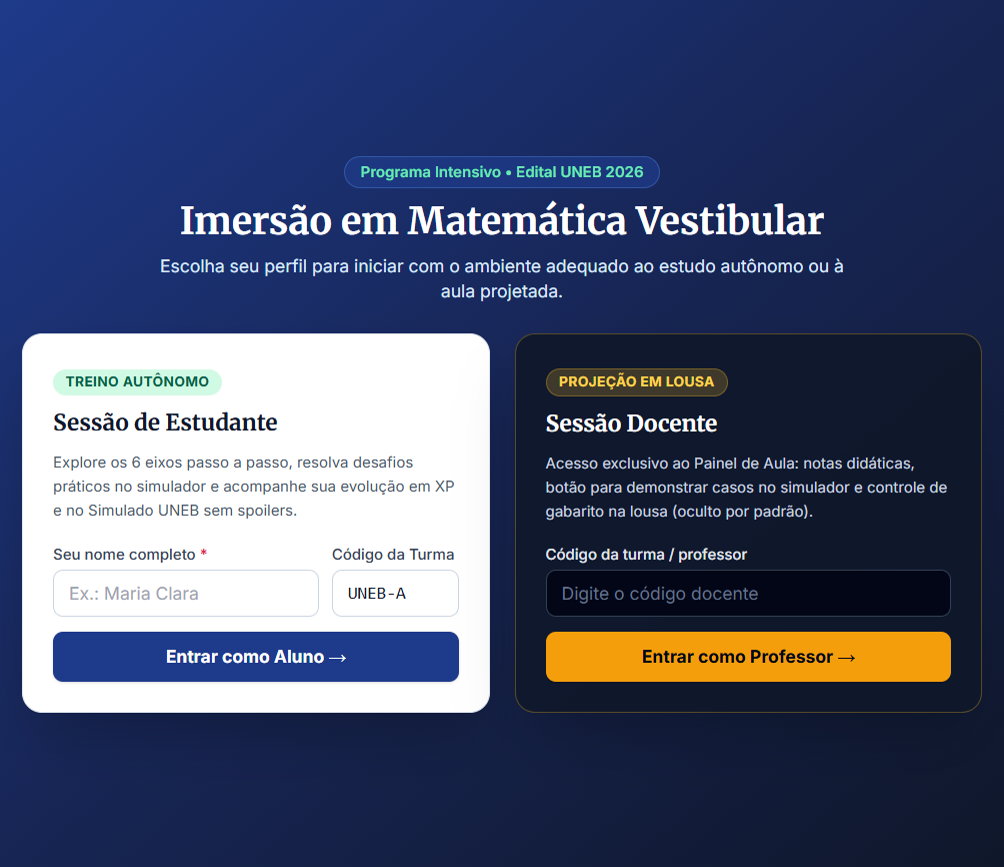 Programa Intensivo • Edital UNEB 2026
Imersão em Matemática Vestibular
Escolha seu perfil para iniciar com o ambiente adequado ao estudo autônomo ou à
aula projetada.
TREINO AUTÔNOMO
Sessão de Estudante
Explore os 6 eixos passo a passo, resolva desafios
práticos no simulador e acompanhe sua evolução em XP
e no Simulado UNEB sem spoilers.
Seu nome completo *
Ex.: Maria Clara
Código da Turma
UNEB-A
Entrar como Aluno →
PROJEÇÃO EM LOUSA
Sessão Docente
Acesso exclusivo ao Painel de Aula: notas didáticas,
botão para demonstrar casos no simulador e controle de
gabarito na lousa (oculto por padrão).
Código da turma / professor
Digite o código docente
Entrar como Professor →